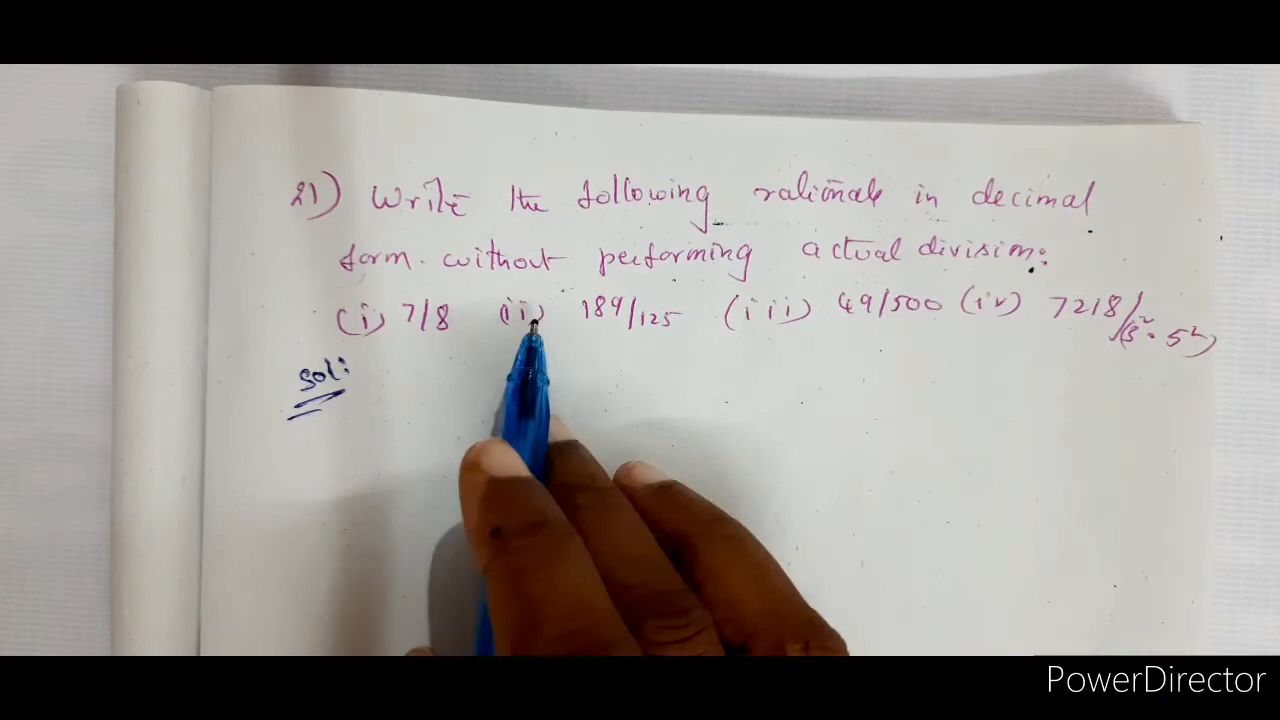 21) Write the following rationals in decimal
form. without performing actual division:
(i) 7/8 (ii) 189/125 (iii) 49/500 (iv) 7218/(3² · 5²)
Sol:
PowerDirector